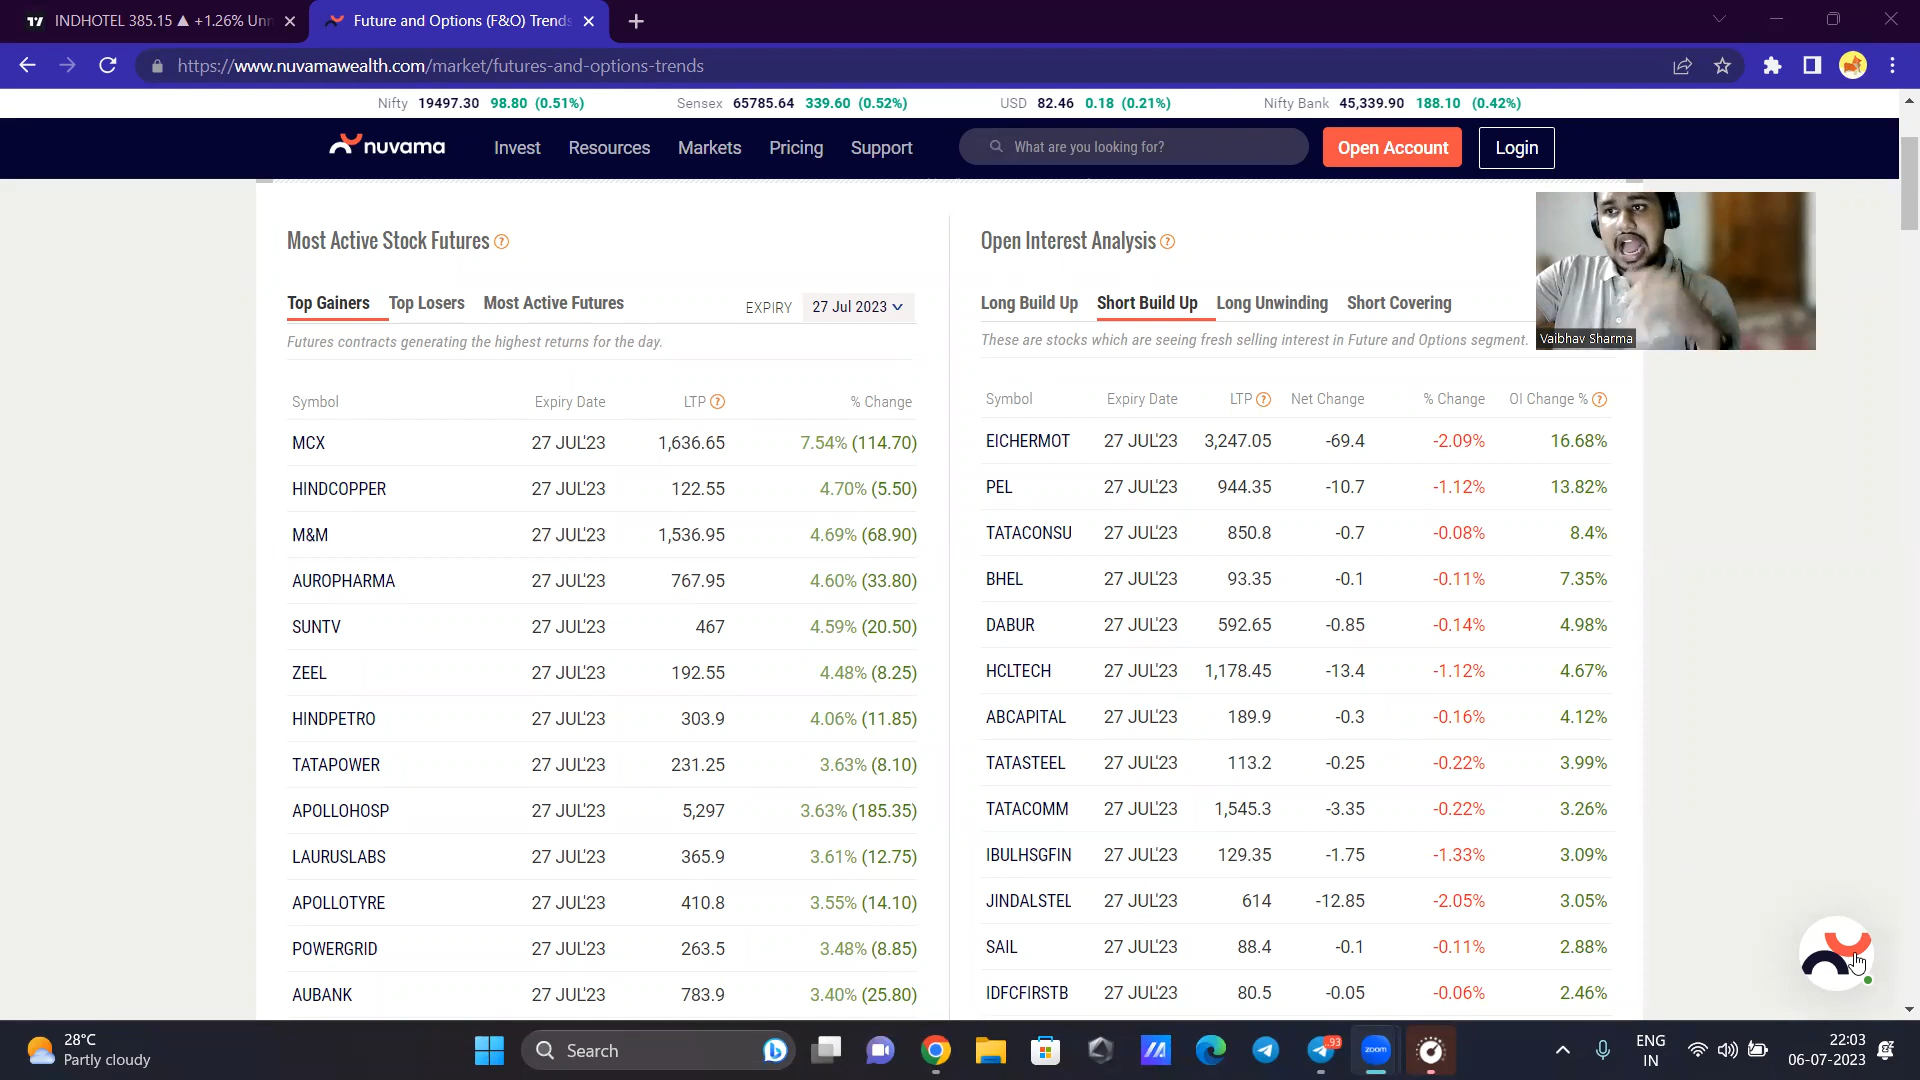 INDHOTEL 385.15 ▲ +1.26% Unn
Future and Options (F&O) Trends
https://www.nuvamawealth.com/market/futures-and-options-trends
Nifty 19497.30 98.80 (0.51%) Sensex 65785.64 339.60 (0.52%) USD 82.46 0.18 (0.21%) Nifty Bank 45,339.90 188.10 (0.42%)
nuvama Invest Resources Markets Pricing Support What are you looking for? Open Account Login
Most Active Stock Futures ?
Top Gainers Top Losers Most Active Futures EXPIRY 27 Jul 2023
Futures contracts generating the highest returns for the day.
Symbol Expiry Date LTP ? % Change
MCX 27 JUL'23 1,636.65 7.54% (114.70)
HINDCOPPER 27 JUL'23 122.55 4.70% (5.50)
M&M 27 JUL'23 1,536.95 4.69% (68.90)
AUROPHARMA 27 JUL'23 767.95 4.60% (33.80)
SUNTV 27 JUL'23 467 4.59% (20.50)
ZEEL 27 JUL'23 192.55 4.48% (8.25)
HINDPETRO 27 JUL'23 303.9 4.06% (11.85)
TATAPOWER 27 JUL'23 231.25 3.63% (8.10)
APOLLOHOSP 27 JUL'23 5,297 3.63% (185.35)
LAURUSLABS 27 JUL'23 365.9 3.61% (12.75)
APOLLOTYRE 27 JUL'23 410.8 3.55% (14.10)
POWERGRID 27 JUL'23 263.5 3.48% (8.85)
AUBANK 27 JUL'23 783.9 3.40% (25.80)
Open Interest Analysis ?
Long Build Up Short Build Up Long Unwinding Short Covering
These are stocks which are seeing fresh selling interest in Future and Options segment.
Vaibhav Sharma
Symbol Expiry Date LTP ? Net Change % Change OI Change % ?
EICHERMOT 27 JUL'23 3,247.05 -69.4 -2.09% 16.68%
PEL 27 JUL'23 944.35 -10.7 -1.12% 13.82%
TATACONSU 27 JUL'23 850.8 -0.7 -0.08% 8.4%
BHEL 27 JUL'23 93.35 -0.1 -0.11% 7.35%
DABUR 27 JUL'23 592.65 -0.85 -0.14% 4.98%
HCLTECH 27 JUL'23 1,178.45 -13.4 -1.12% 4.67%
ABCAPITAL 27 JUL'23 189.9 -0.3 -0.16% 4.12%
TATASTEEL 27 JUL'23 113.2 -0.25 -0.22% 3.99%
TATACOMM 27 JUL'23 1,545.3 -3.35 -0.22% 3.26%
IBULHSGFIN 27 JUL'23 129.35 -1.75 -1.33% 3.09%
JINDALSTEL 27 JUL'23 614 -12.85 -2.05% 3.05%
SAIL 27 JUL'23 88.4 -0.1 -0.11% 2.88%
IDFCFIRSTB 27 JUL'23 80.5 -0.05 -0.06% 2.46%
28°C
Partly cloudy
Search
93
zoom
ENG
IN
22:03
06-07-2023